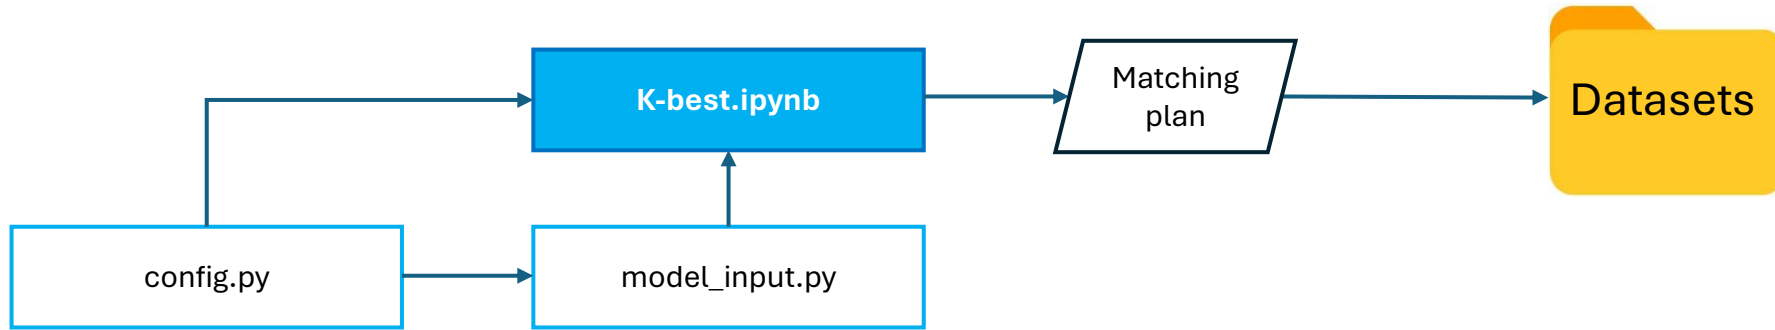 K-best.ipynb
Matching
plan
Datasets
config.py
model_input.py